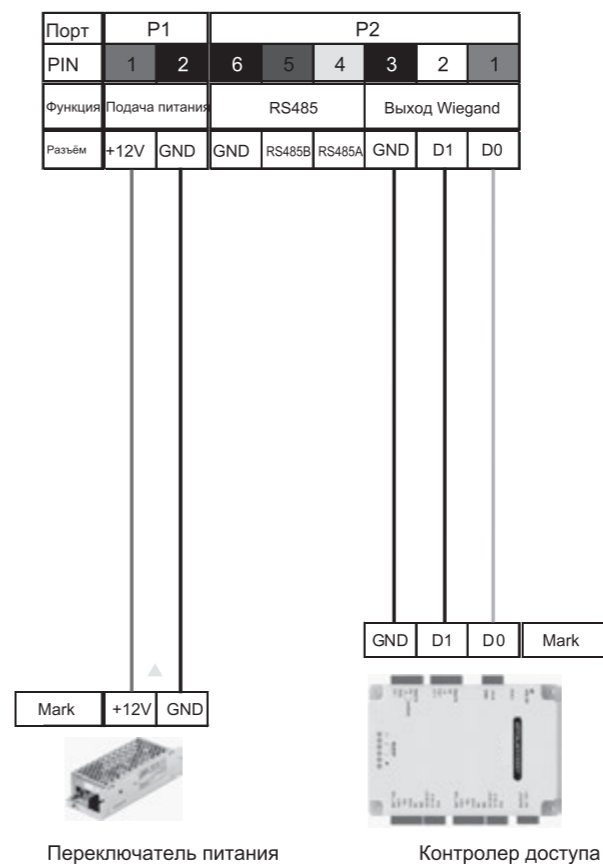 Порт P1 P2
PIN 1 2 6 5 4 3 2 1
Функция Подача питания RS485 Выход Wiegand
Разъём +12V GND GND RS485B RS485A GND D1 D0
GND D1 D0 Mark
Mark +12V GND
Переключатель питания Контролер доступа